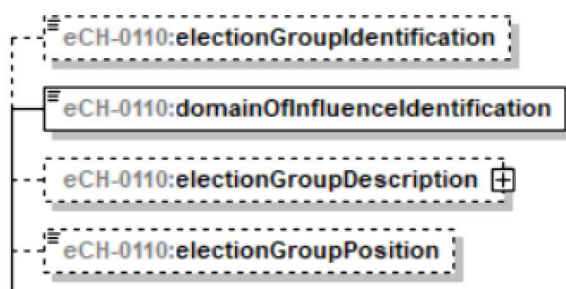 eCH-0110:electionGroupIdentification
eCH-0110:domainOfInfluenceIdentification
eCH-0110:electionGroupDescription
eCH-0110:electionGroupPosition